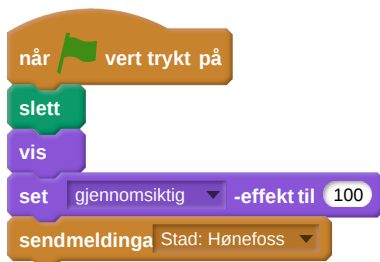 når vert trykt på
slett
vis
set gjennomsiktig -effekt til 100
sendmeldinga Stad: Hønefoss